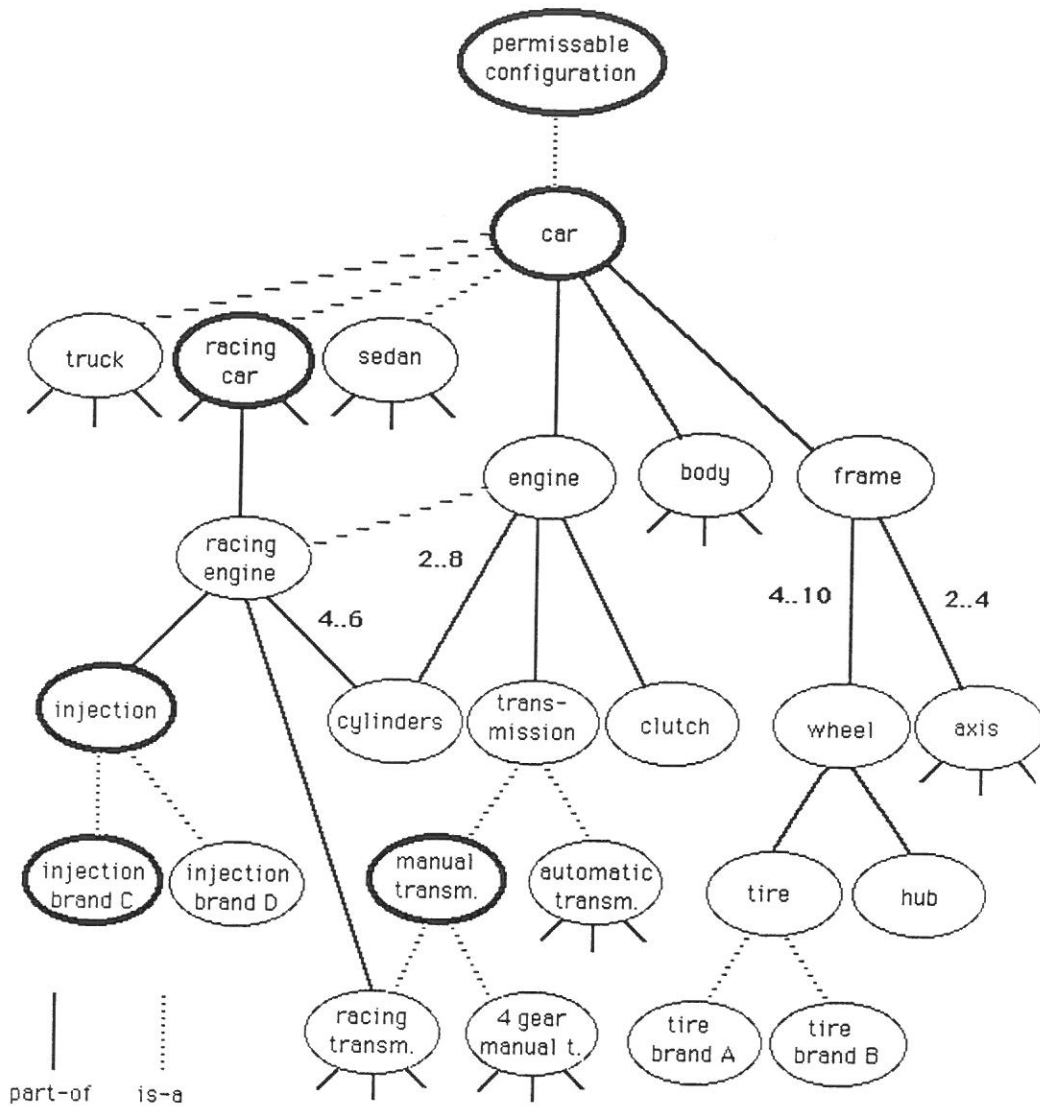 permissable
configuration
car
truck
racing
car
sedan
engine
body
frame
racing
engine
2..8
4..10
2..4
4..6
injection
cylinders
trans-
mission
clutch
wheel
axis
injection
brand C
injection
brand D
manual
transm.
automatic
transm.
tire
hub
racing
transm.
4 gear
manual t.
tire
brand A
tire
brand B
part-of
is-a